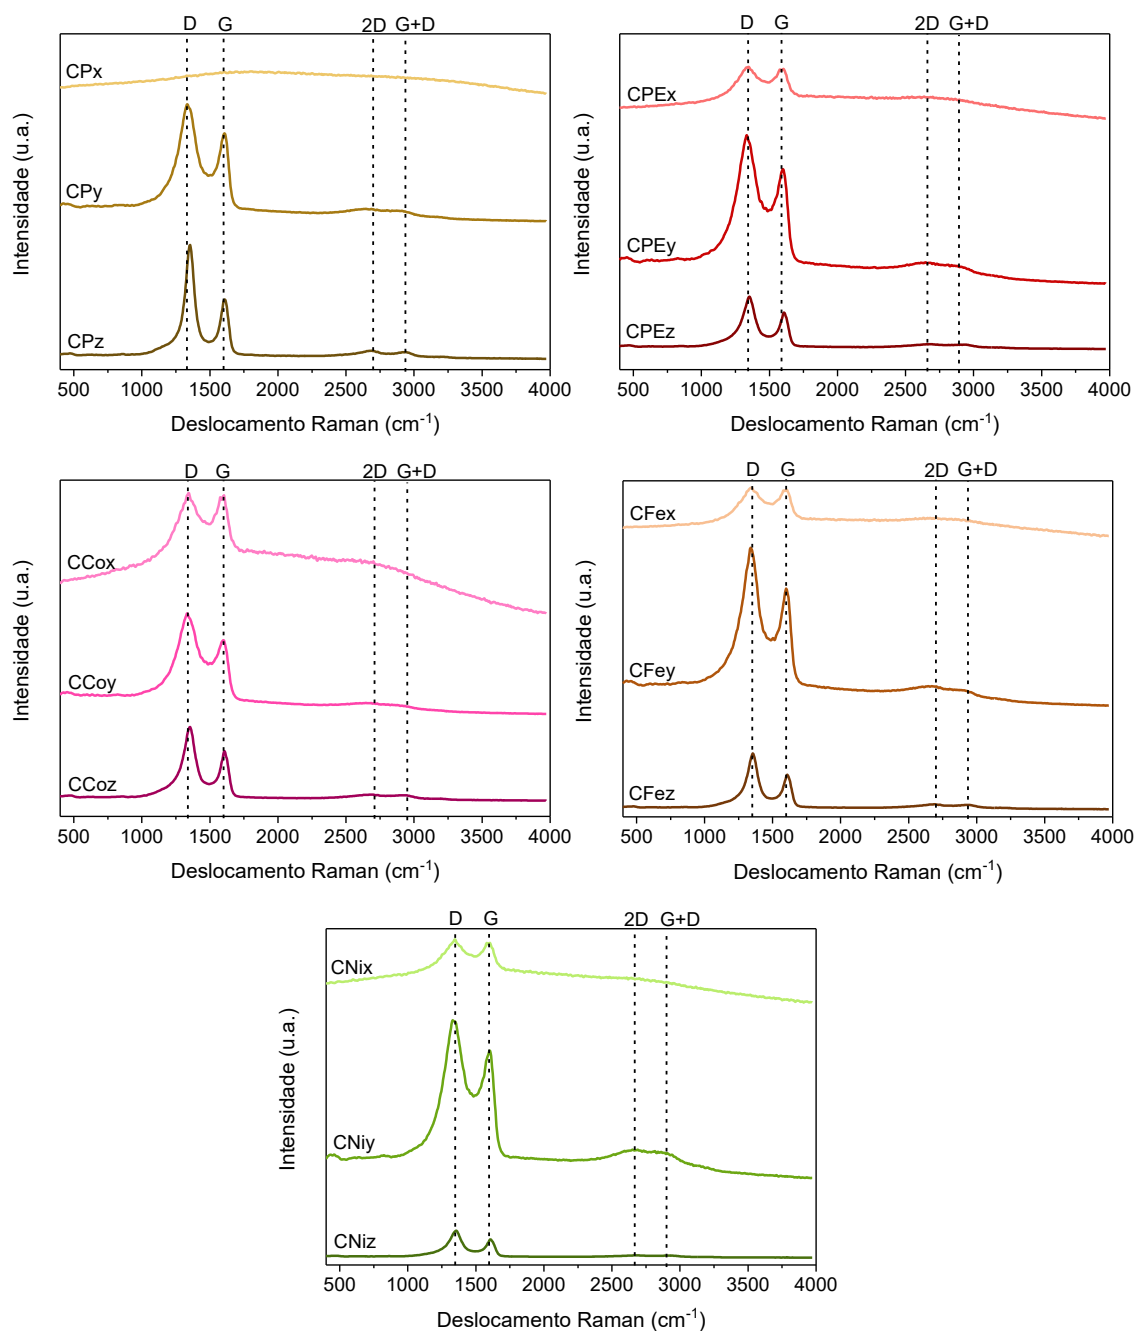 D G 2D G+D
CPx
CPy
CPz
Intensidade (u.a.)
500 1000 1500 2000 2500 3000 3500 4000
Deslocamento Raman (cm⁻¹)
D G 2D G+D
CPEx
CPEy
CPEz
Intensidade (u.a.)
500 1000 1500 2000 2500 3000 3500 4000
Deslocamento Raman (cm⁻¹)
D G 2D G+D
CCox
CCoy
CCoz
Intensidade (u.a.)
500 1000 1500 2000 2500 3000 3500 4000
Deslocamento Raman (cm⁻¹)
D G 2D G+D
CFex
CFey
CFez
Intensidade (u.a.)
500 1000 1500 2000 2500 3000 3500 4000
Deslocamento Raman (cm⁻¹)
D G 2D G+D
CNix
CNiy
CNiz
Intensidade (u.a.)
500 1000 1500 2000 2500 3000 3500 4000
Deslocamento Raman (cm⁻¹)